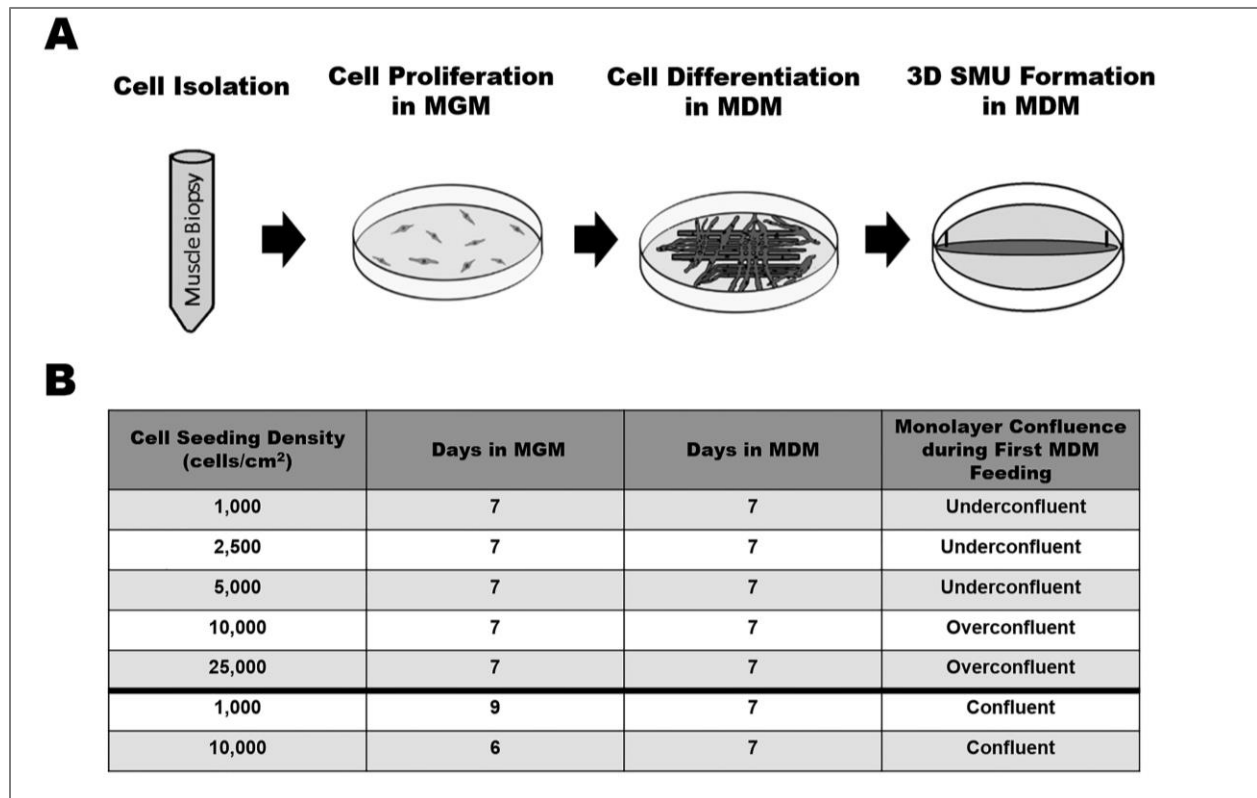 A
Cell Isolation
Cell Proliferation
in MGM
Cell Differentiation
in MDM
3D SMU Formation
in MDM
Muscle Biopsy
B
Cell Seeding Density
(cells/cm²)
Days in MGM
Days in MDM
Monolayer Confluence
during First MDM
Feeding
1,000 7 7 Underconfluent
2,500 7 7 Underconfluent
5,000 7 7 Underconfluent
10,000 7 7 Overconfluent
25,000 7 7 Overconfluent
1,000 9 7 Confluent
10,000 6 7 Confluent